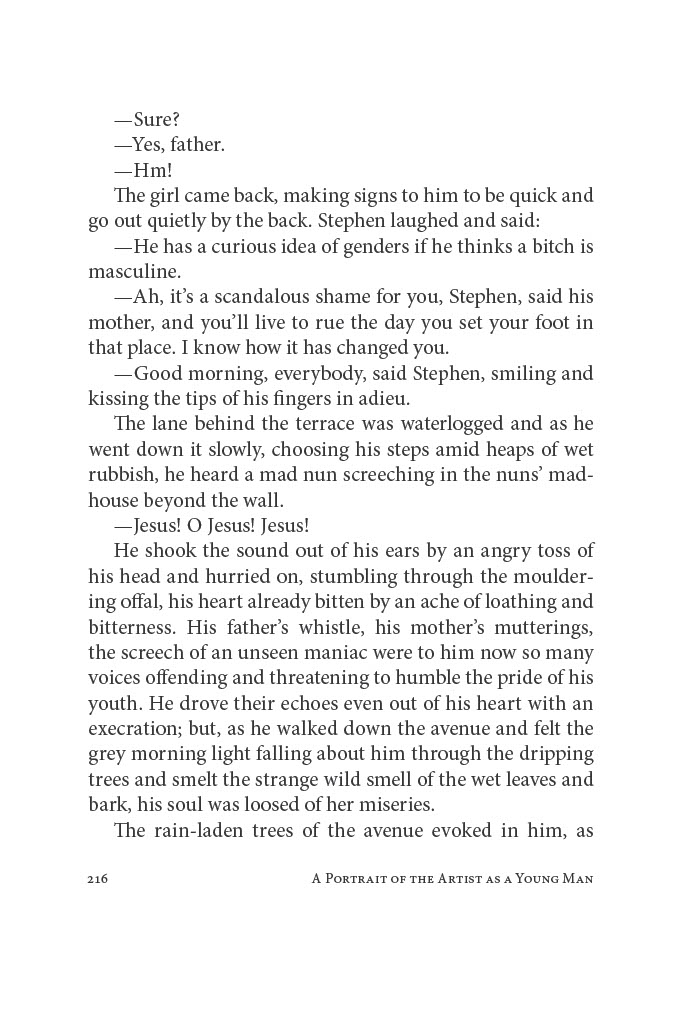 —Sure?
—Yes, father.
—Hm!
The girl came back, making signs to him to be quick and
go out quietly by the back. Stephen laughed and said:
—He has a curious idea of genders if he thinks a bitch is
masculine.
—Ah, it’s a scandalous shame for you, Stephen, said his
mother, and you’ll live to rue the day you set your foot in
that place. I know how it has changed you.
—Good morning, everybody, said Stephen, smiling and
kissing the tips of his fingers in adieu.
The lane behind the terrace was waterlogged and as he
went down it slowly, choosing his steps amid heaps of wet
rubbish, he heard a mad nun screeching in the nuns’ mad-
house beyond the wall.
—Jesus! O Jesus! Jesus!
He shook the sound out of his ears by an angry toss of
his head and hurried on, stumbling through the moulder-
ing offal, his heart already bitten by an ache of loathing and
bitterness. His father’s whistle, his mother’s mutterings,
the screech of an unseen maniac were to him now so many
voices offending and threatening to humble the pride of his
youth. He drove their echoes even out of his heart with an
execration; but, as he walked down the avenue and felt the
grey morning light falling about him through the dripping
trees and smelt the strange wild smell of the wet leaves and
bark, his soul was loosed of her miseries.
The rain-laden trees of the avenue evoked in him, as
216 A Portrait of the Artist as a Young Man